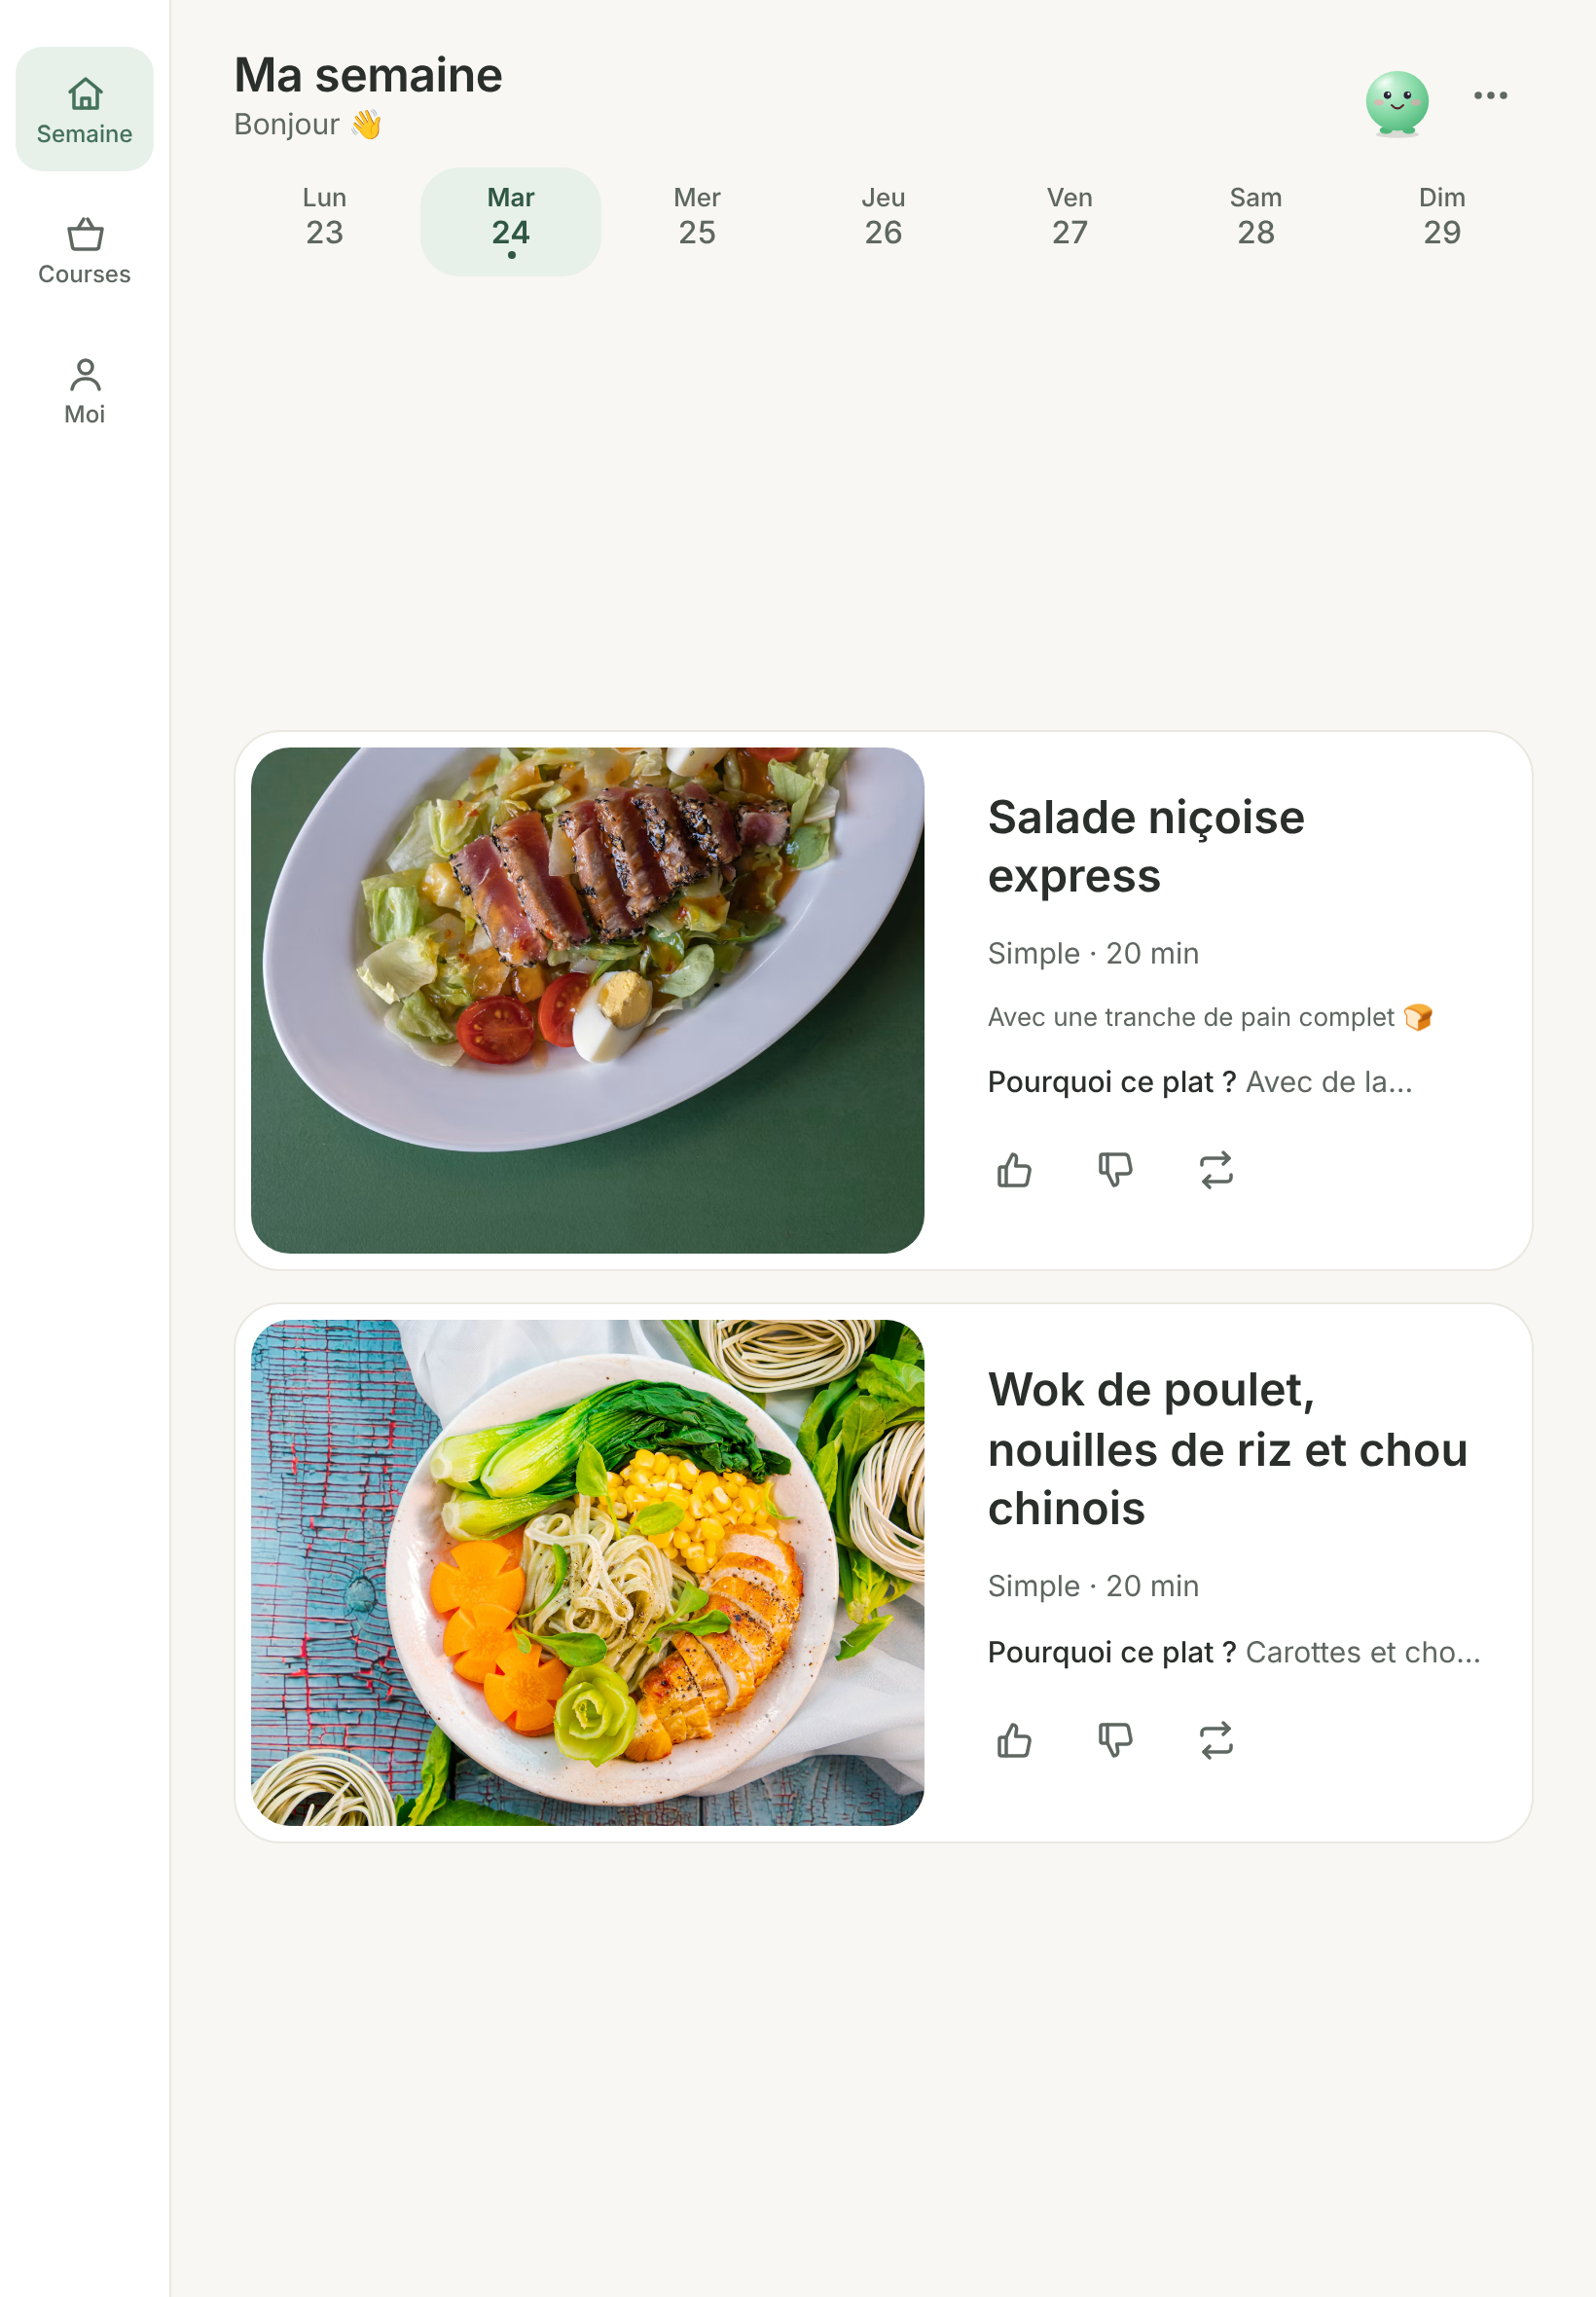 Ma semaine
Bonjour 👋
Semaine
Courses
Moi
Lun Mar Mer Jeu Ven Sam Dim
23 24 25 26 27 28 29
Salade niçoise
express
Simple · 20 min
Avec une tranche de pain complet 🍞
Pourquoi ce plat ? Avec de la...
Wok de poulet,
nouilles de riz et chou
chinois
Simple · 20 min
Pourquoi ce plat ? Carottes et cho...